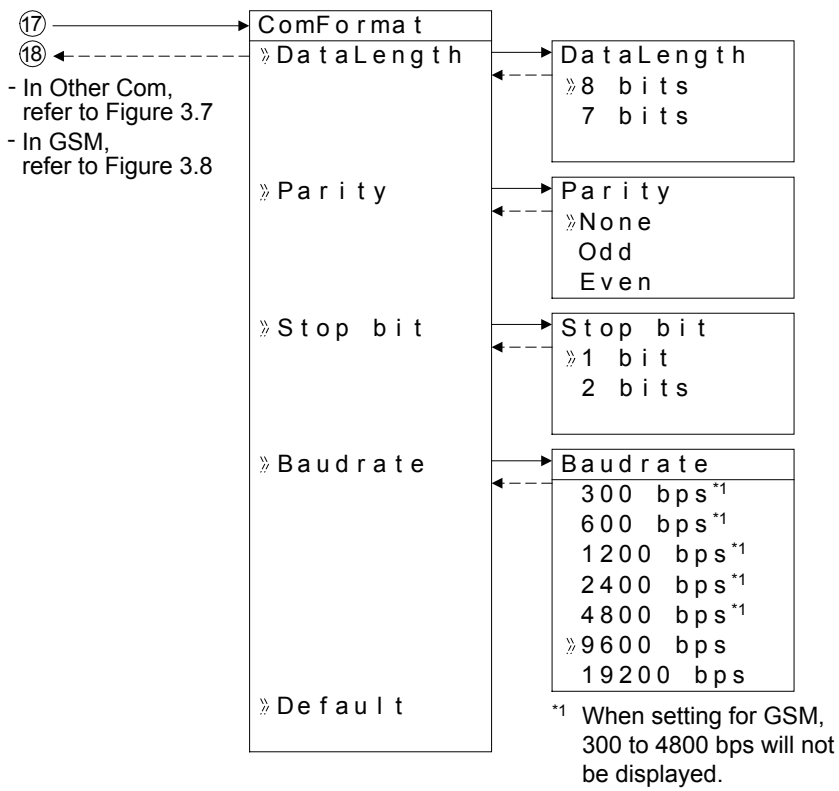 ⑰
⑱
- In Other Com,
refer to Figure 3.7
- In GSM,
refer to Figure 3.8
ComFormat
»DataLength
»Parity
»Stop bit
»Baudrate
»Default
DataLength
»8 bits
7 bits
Parity
»None
Odd
Even
Stop bit
»1 bit
2 bits
Baudrate
300 bps*1
600 bps*1
1200 bps*1
2400 bps*1
4800 bps*1
»9600 bps
19200 bps
*1 When setting for GSM,
300 to 4800 bps will not
be displayed.